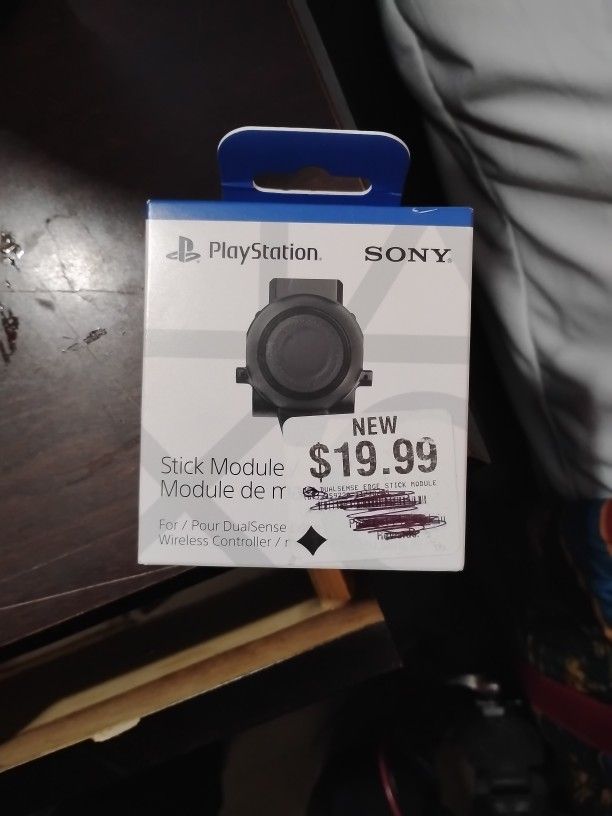 PlayStation.
SONY
Stick Module
Module de m
For / Pour DualSense
Wireless Controller / r
NEW
$19.99
DUALSENSE EDGE STICK MODULE